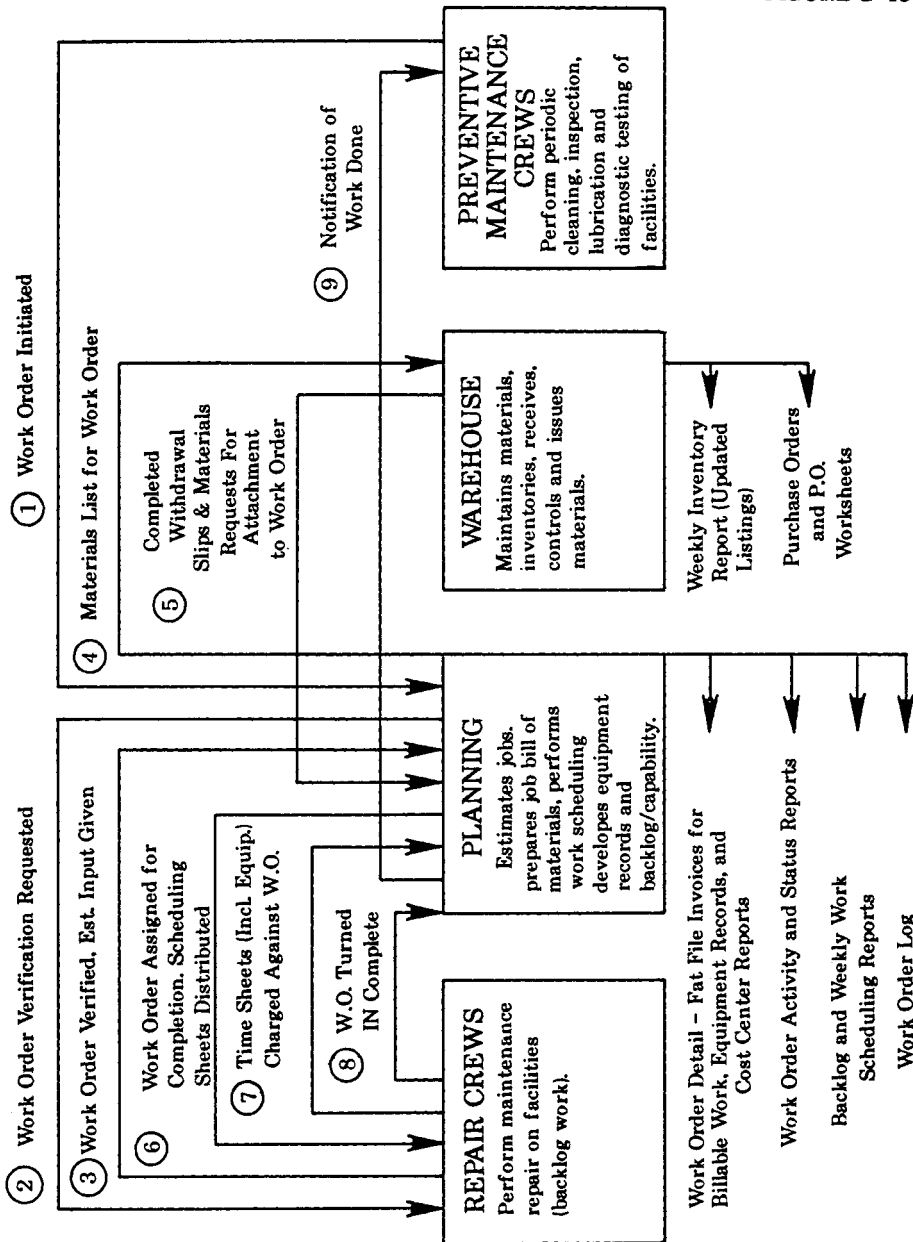 ① Work Order Initiated
② Work Order Verification Requested
③ Work Order Verified, Est. Input Given
④ Materials List for Work Order
⑤
Completed
Withdrawal
Slips & Materials
Requests For
Attachment
to Work Order
⑥
Work Order Assigned for
Completion. Scheduling
Sheets Distributed
⑦
Time Sheets (Incl. Equip.)
Charged Against W.O.
⑧
W.O. Turned
IN Complete
⑨
Notification of
Work Done
REPAIR CREWS
Perform maintenance
repair on facilities
(backlog work).
PLANNING
Estimates jobs.
prepares job bill of
materials, performs
work scheduling
developes equipment
records and
backlog/capability.
WAREHOUSE
Maintains materials,
inventories, receives,
controls and issues
materials.
PREVENTIVE
MAINTENANCE
CREWS
Perform periodic
cleaning, inspection,
lubrication and
diagnostic testing of
facilities.
Work Order Detail – Fat File Invoices for
Billable Work, Equipment Records, and
Cost Center Reports
Work Order Activity and Status Reports
Backlog and Weekly Work
Scheduling Reports
Work Order Log
Weekly Inventory
Report (Updated
Listings)
Purchase Orders
and P.O.
Worksheets